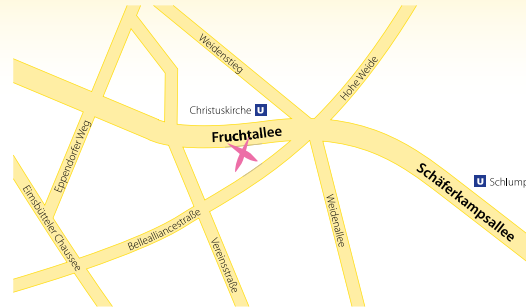 Weidenstieg
Hohe Weide
Christuskirche U
Fruchtallee
Eppendorfer Weg
Schäferkampsallee
U Schlump
Eimsbütteler Chaussee
Bellealliancestraße
Vereinsstraße
Weidenallee